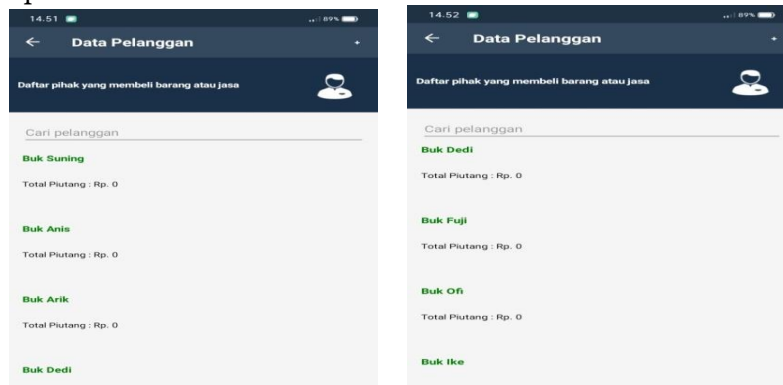 14.51
89%
Data Pelanggan
+
Daftar pihak yang membeli barang atau jasa
Cari pelanggan
Buk Suning
Total Piutang : Rp. 0
Buk Anis
Total Piutang : Rp. 0
Buk Arik
Total Piutang : Rp. 0
Buk Dedi
14.52
89%
Data Pelanggan
+
Daftar pihak yang membeli barang atau jasa
Cari pelanggan
Buk Dedi
Total Piutang : Rp. 0
Buk Fuji
Total Piutang : Rp. 0
Buk Ofi
Total Piutang : Rp. 0
Buk Ike